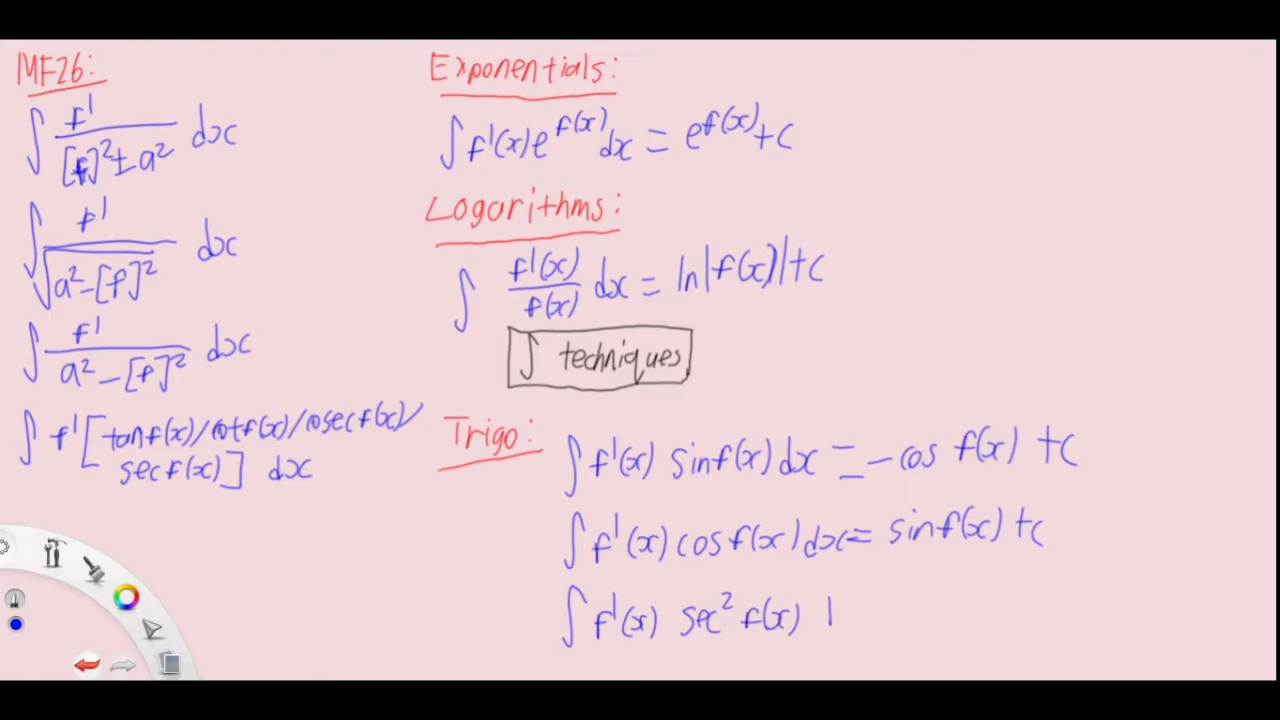 MF26:
∫ f' / [f]² ± a² dx
∫ f' / √a² − [f]² dx
∫ f' / a² − [f]² dx
∫ f' [tan f(x)/cot f(x)/cosec f(x)/
sec f(x)] dx
Exponentials:
∫ f'(x) e^f(x) dx = e^f(x) + c
Logarithms:
∫ f'(x) / f(x) dx = ln|f(x)| + c
∫ techniques
Trigo:
∫ f'(x) sin f(x) dx = − cos f(x) + c
∫ f'(x) cos f(x) dx = sin f(x) + c
∫ f'(x) sec² f(x)